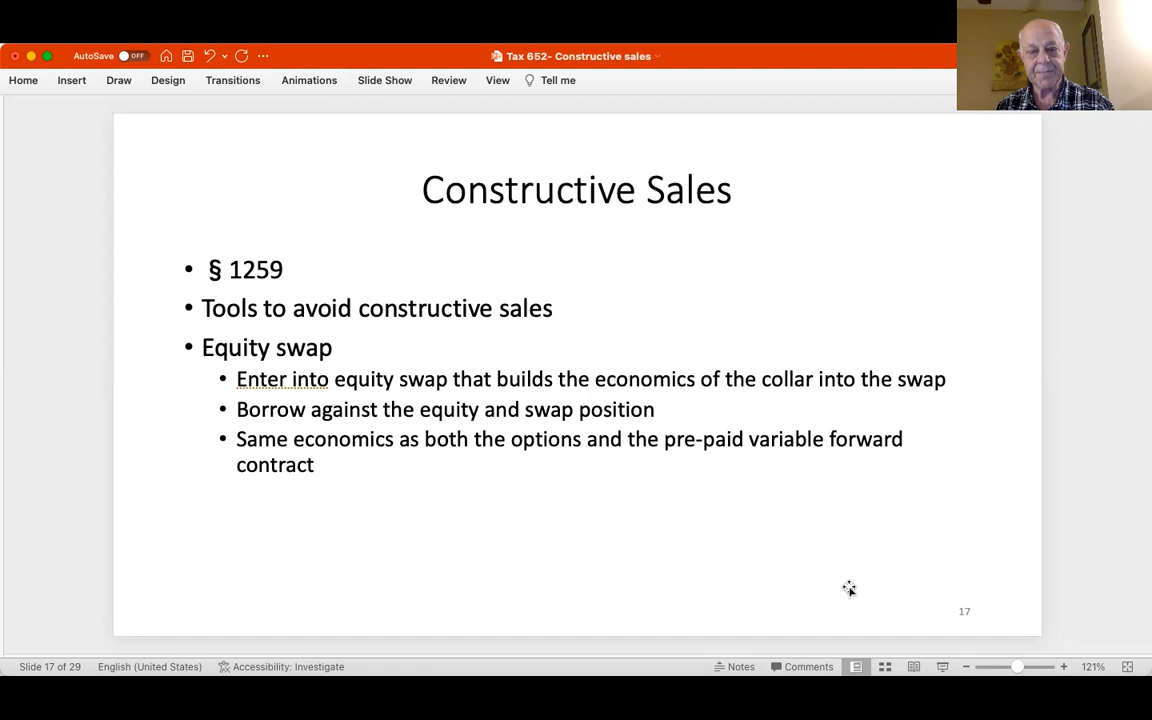 AutoSave OFF
Tax 652- Constructive sales
Home Insert Draw Design Transitions Animations Slide Show Review View Tell me
Constructive Sales
• § 1259
• Tools to avoid constructive sales
• Equity swap
• Enter into equity swap that builds the economics of the collar into the swap
• Borrow against the equity and swap position
• Same economics as both the options and the pre-paid variable forward
contract
17
Slide 17 of 29 English (United States) Accessibility: Investigate Notes Comments 121%